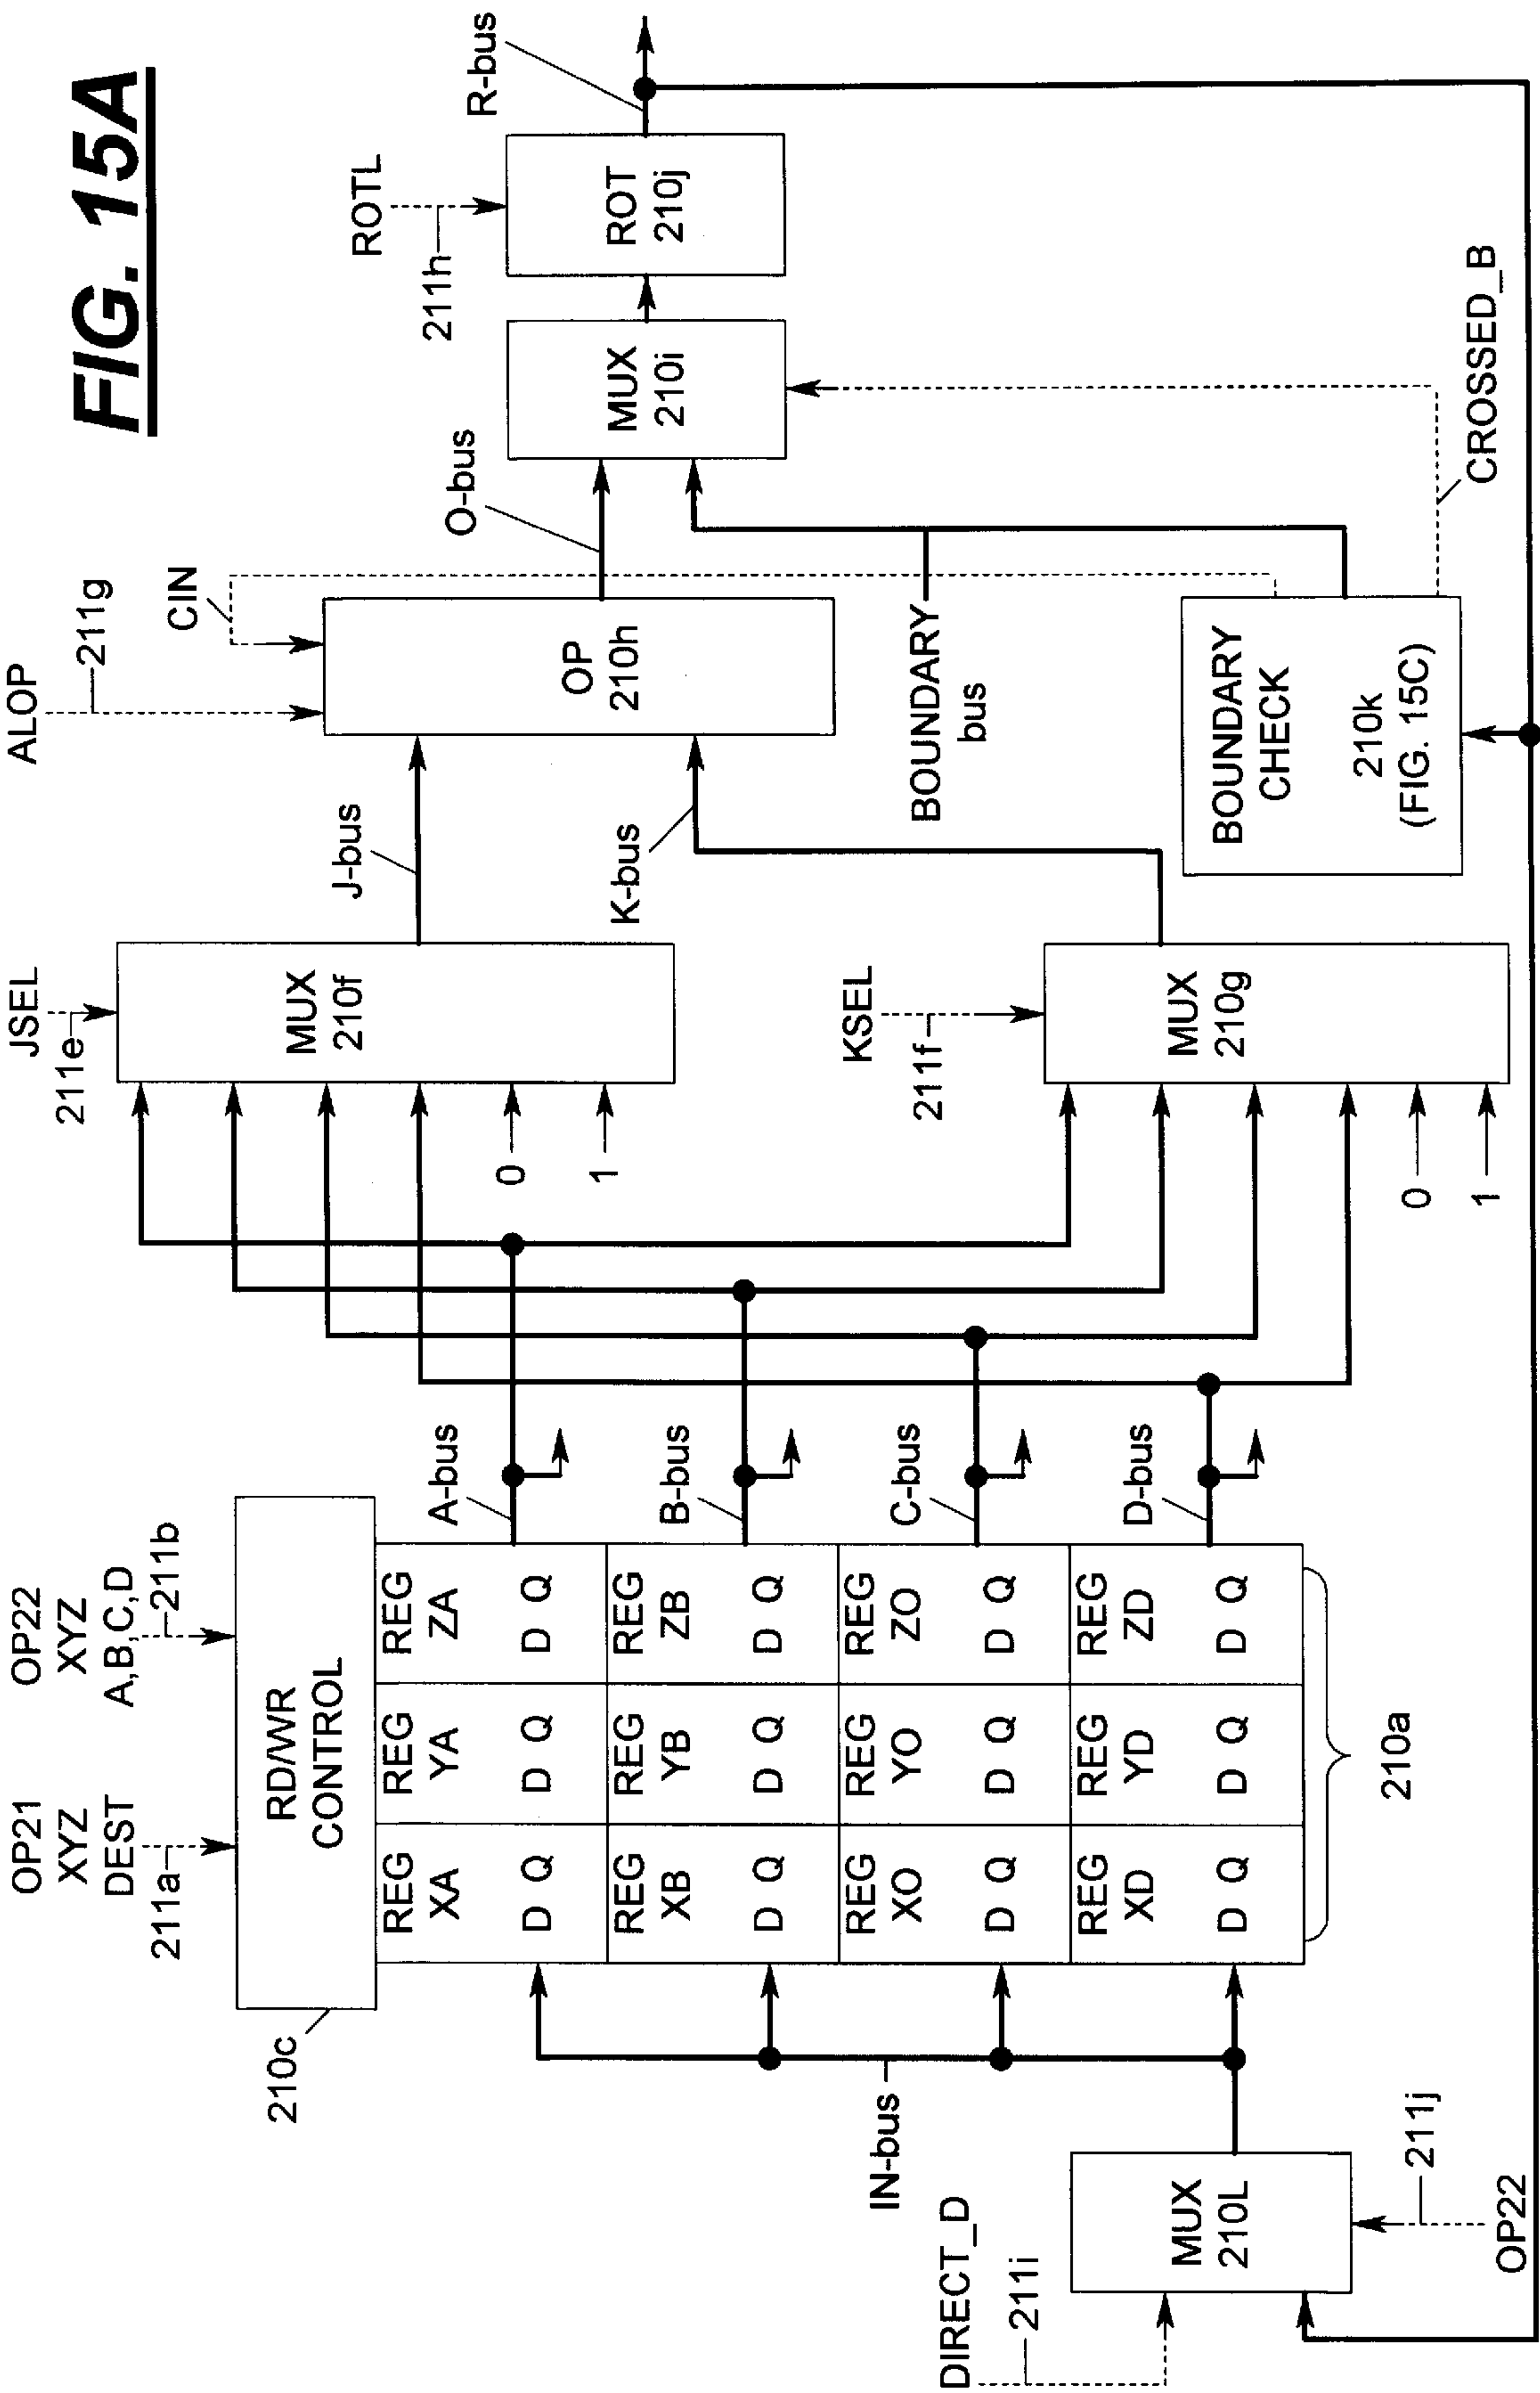 FIG. 15A
OP21
XYZ
DEST
211a
OP22
XYZ
A,B,C,D
211b
210c
RD/WR
CONTROL
REG
XA
D Q
REG
YA
D Q
REG
ZA
D Q
REG
XB
D Q
REG
YB
D Q
REG
ZB
D Q
REG
XO
D Q
REG
YO
D Q
REG
ZO
D Q
REG
XD
D Q
REG
YD
D Q
REG
ZD
D Q
210a
IN-bus
DIRECT_D
211i
MUX
210L
211j
OP22
A-bus
B-bus
C-bus
D-bus
JSEL
211e
MUX
210f
0
1
KSEL
211f
MUX
210g
0
1
J-bus
K-bus
ALOP
211g
CIN
OP
210h
O-bus
BOUNDARY
bus
BOUNDARY
CHECK
210k
(FIG. 15C)
CROSSED_B
MUX
210i
ROTL
211h
ROT
210j
R-bus